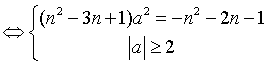 ⇔ { (n² − 3n + 1)a² = −n² − 2n − 1
|a| ≥ 2